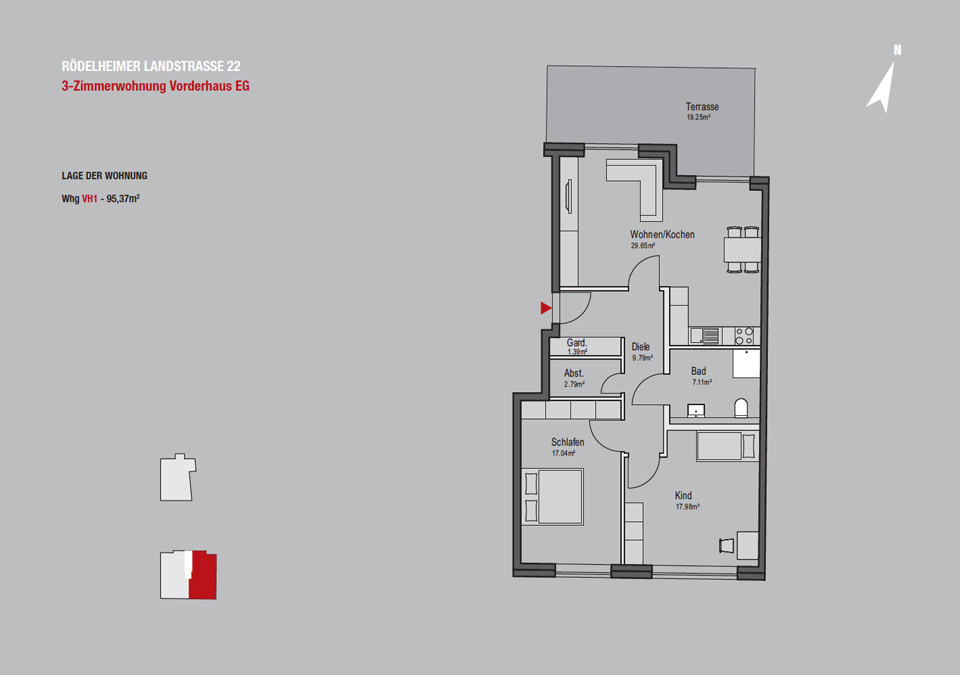 RÖDELHEIMER LANDSTRASSE 22
3-Zimmerwohnung Vorderhaus EG
LAGE DER WOHNUNG
Whg VH1 - 95,37m²
N
Terrasse
19.25m²
Wohnen/Kochen
29.65m²
Gard.
1.39m²
Diele
9.79m²
Abst.
2.79m²
Bad
7.11m²
Schlafen
17.04m²
Kind
17.98m²